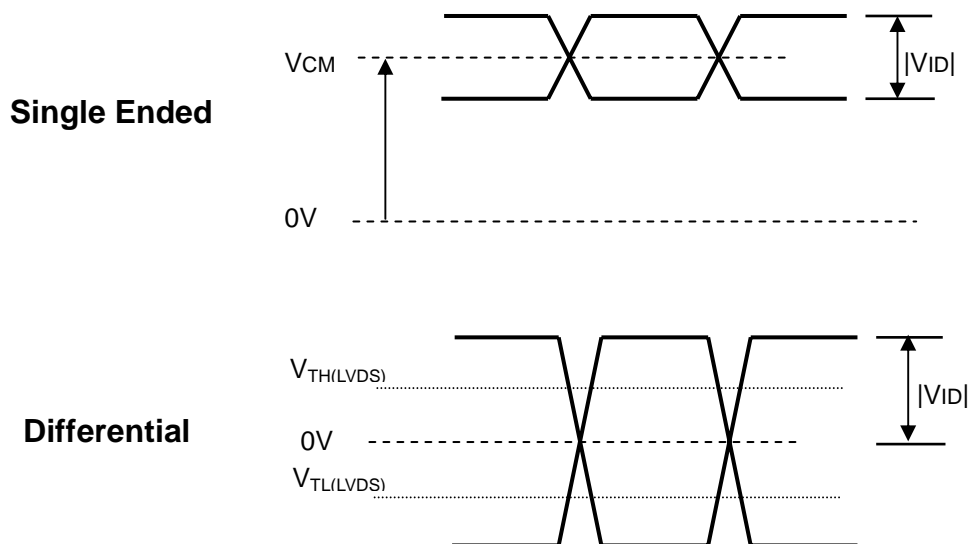 VCM
|VID|
Single Ended
0V
VTH(LVDS)
|VID|
Differential
0V
VTL(LVDS)